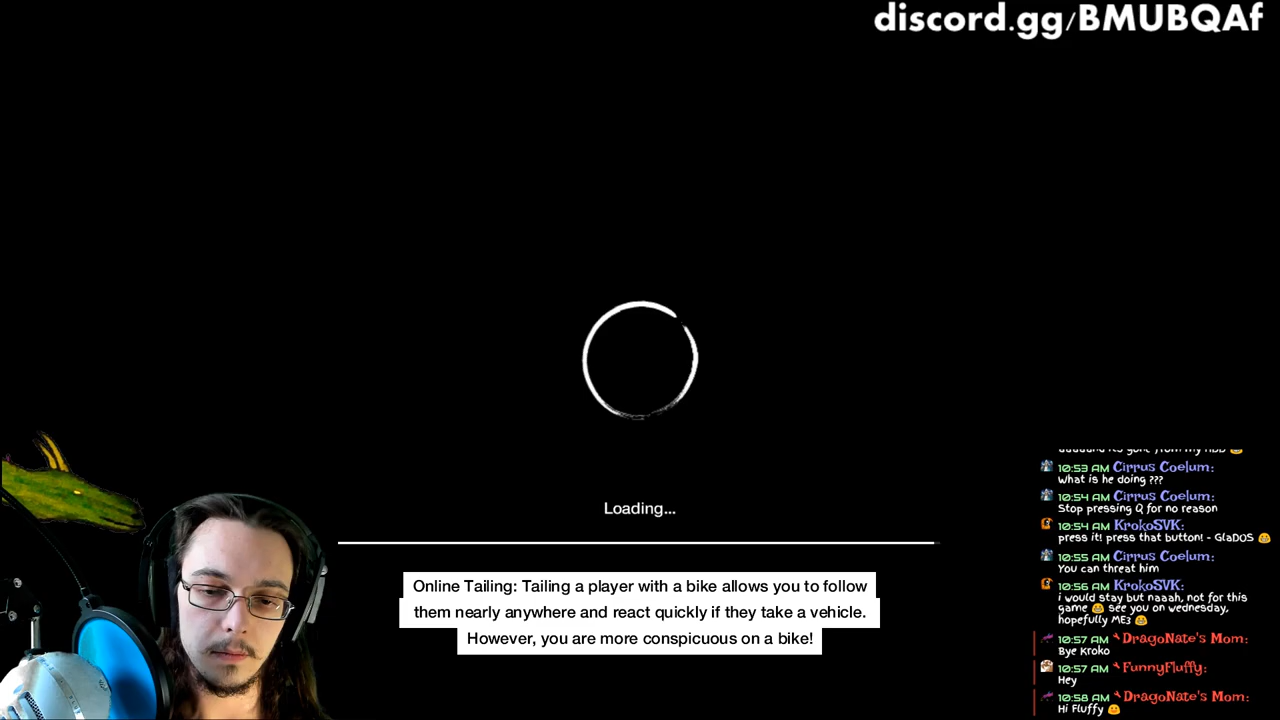 discord.gg/BMUBQAf
Loading...
Online Tailing: Tailing a player with a bike allows you to follow
them nearly anywhere and react quickly if they take a vehicle.
However, you are more conspicuous on a bike!
10:53 AM Cirrus Coelum:
What is he doing ???
10:54 AM Cirrus Coelum:
Stop pressing Q for no reason
10:54 AM KrokoSVK:
press it! press that button! - GlaDOS
10:55 AM Cirrus Coelum:
You can threat him
10:56 AM KrokoSVK:
i would stay but naaah, not for this
game 😀 see you on wednesday,
hopefully ME3
10:57 AM DragoNate's Mom:
Bye Kroko
10:57 AM FunnyFluffy:
Hey
10:58 AM DragoNate's Mom:
Hi Fluffy